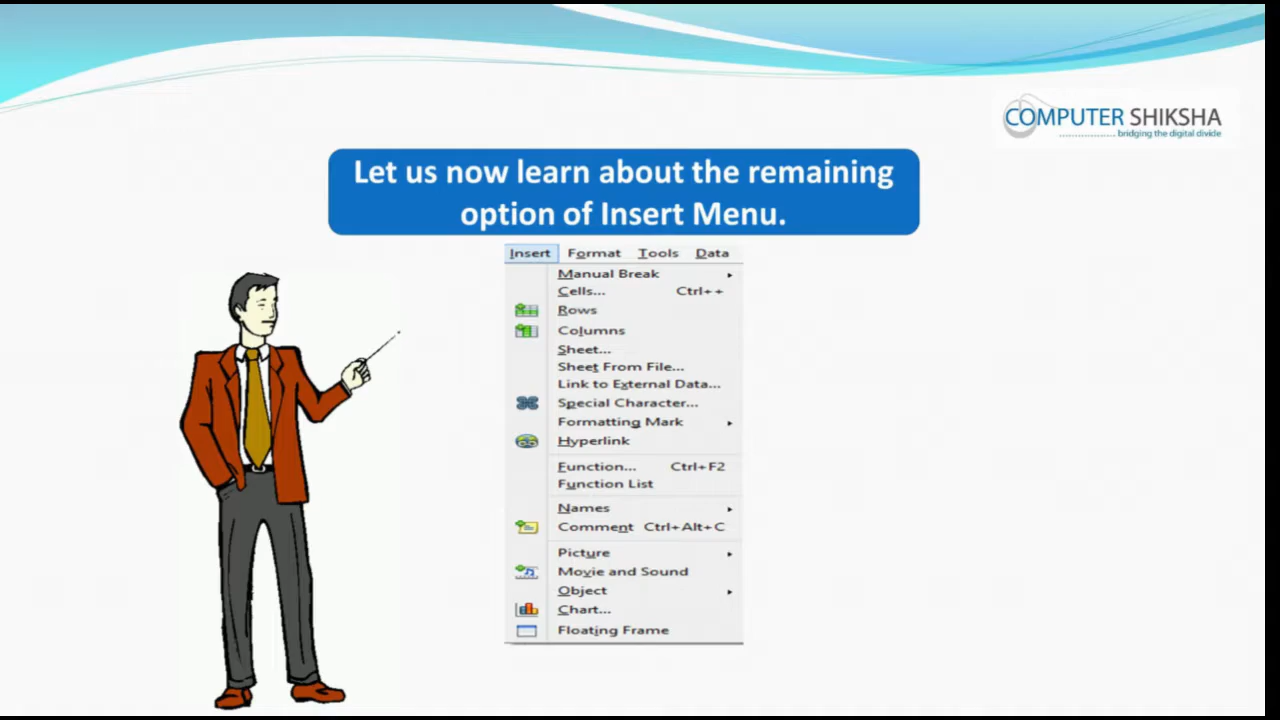 COMPUTER SHIKSHA
bridging the digital divide
Let us now learn about the remaining
option of Insert Menu.
Insert Format Tools Data
Manual Break
Cells... Ctrl++
Rows
Columns
Sheet...
Sheet From File...
Link to External Data...
Special Character...
Formatting Mark
Hyperlink
Function... Ctrl+F2
Function List
Names
Comment Ctrl+Alt+C
Picture
Movie and Sound
Object
Chart...
Floating Frame